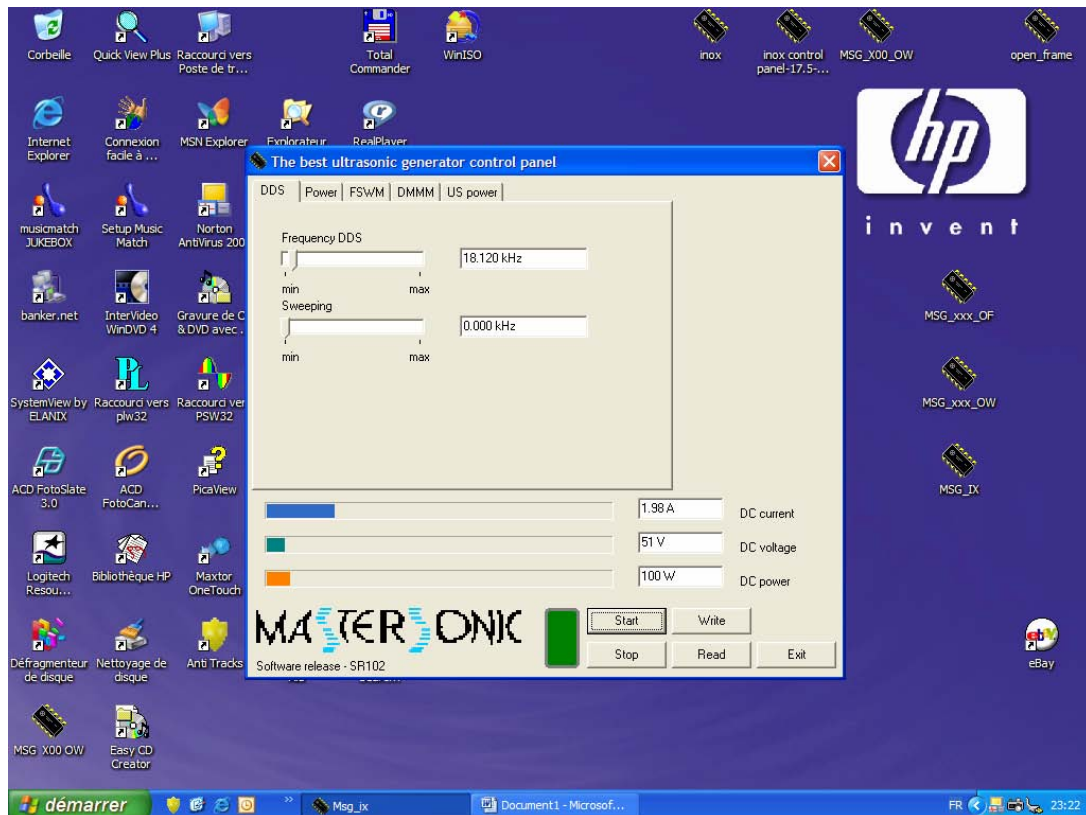 Corbeille
Quick View Plus
Raccourci vers
Poste de tr...
Total
Commander
WinISO
inox
inox control
panel-17.5-...
MSG_X00_OW
open_frame
Internet
Explorer
Connexion
facile à ...
MSN Explorer
Explorateur
RealPlayer
hp
invent
musicmatch
JUKEBOX
Setup Music
Match
Norton
AntiVirus 200
banker.net
InterVideo
WinDVD 4
Gravure de C
& DVD avec .
MSG_xxx_OF
SystemView by
ELANIX
Raccourci vers
plw32
Raccourci ver
PSW32
MSG_xxx_OW
ACD FotoSlate
3.0
ACD
FotoCan...
PicaView
MSG_IX
Logitech
Resou...
Bibliothèque HP
Maxtor
OneTouch
Défragmenteur
de disque
Nettoyage de
disque
Anti Tracks
eBay
MSG X00 OW
Easy CD
Creator
The best ultrasonic generator control panel
DDS Power FSWM DMMM US power
Frequency DDS
18.120 kHz
min max
Sweeping
0.000 kHz
min max
1.98 A DC current
51 V DC voltage
100 W DC power
MASTERSONIC
Software release - SR102
Start Write
Stop Read Exit
démarrer
Msg_ix
Document1 - Microsof...
FR
23:22